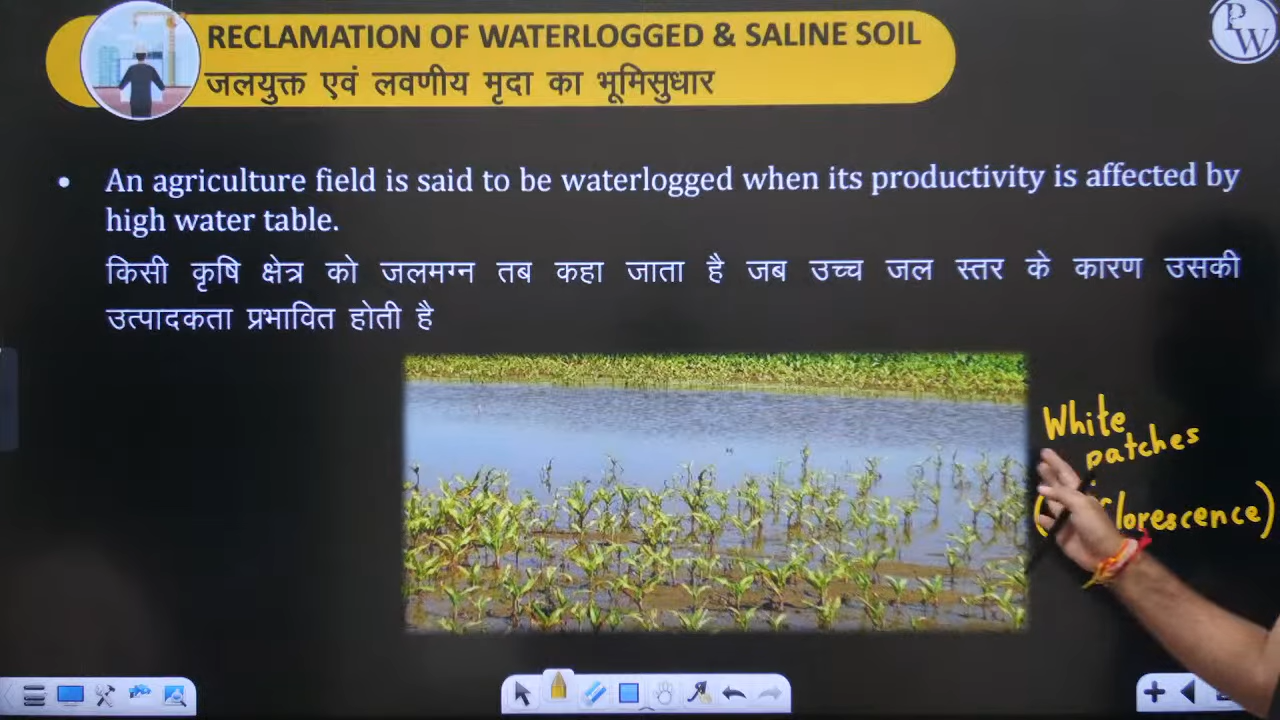 RECLAMATION OF WATERLOGGED & SALINE SOIL
जलयुक्त एवं लवणीय मृदा का भूमिसुधार
PW
• An agriculture field is said to be waterlogged when its productivity is affected by
high water table.
किसी कृषि क्षेत्र को जलमग्न तब कहा जाता है जब उच्च जल स्तर के कारण उसकी
उत्पादकता प्रभावित होती है
White
patches